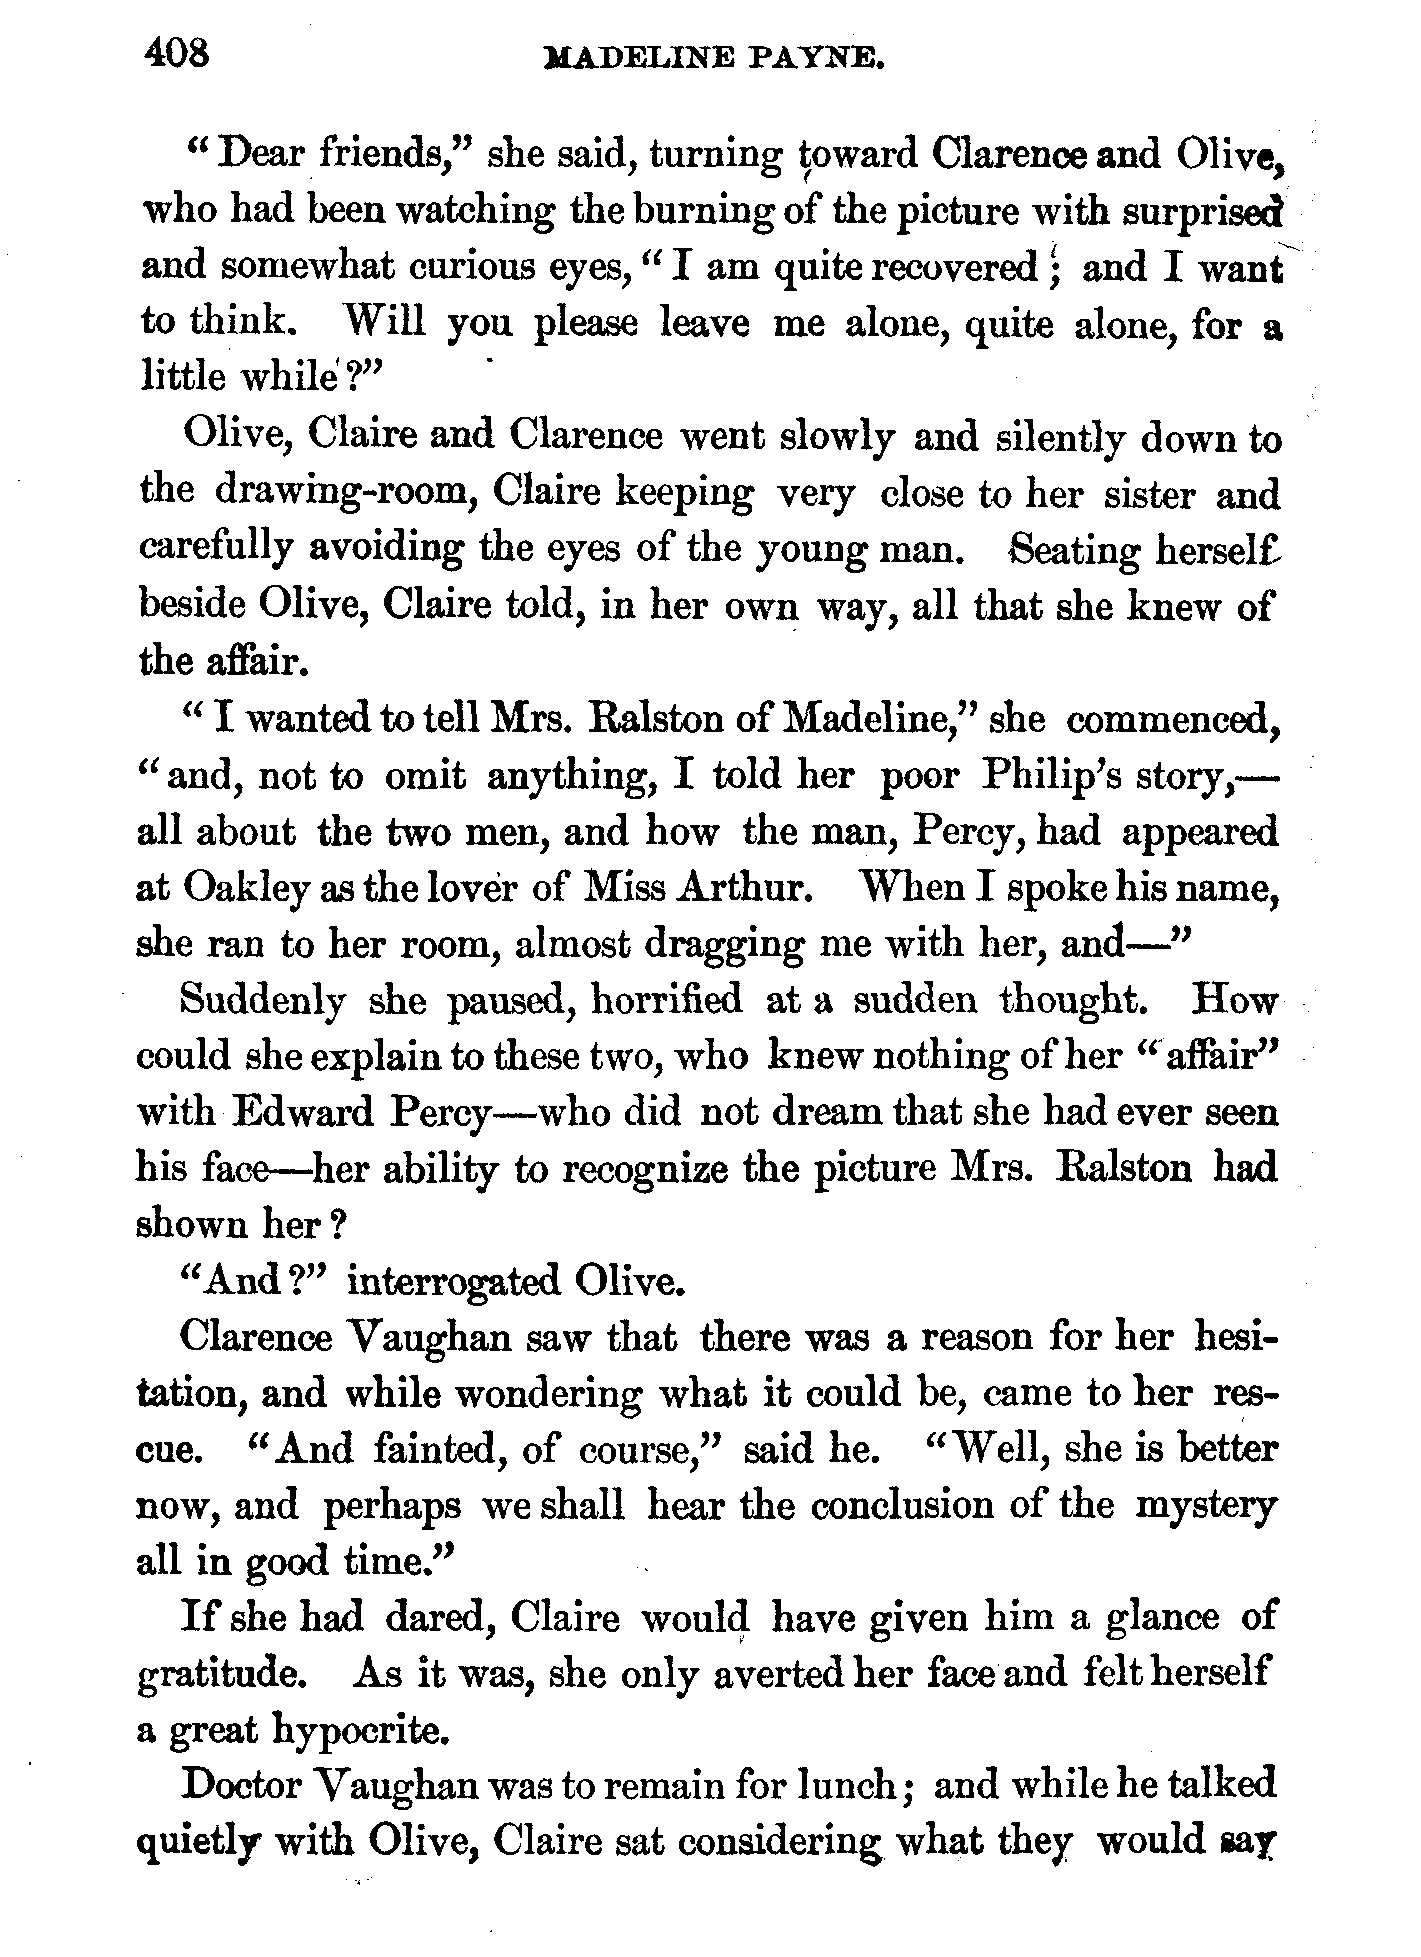 408 MADELINE PAYNE.
“Dear friends,” she said, turning toward Clarence and Olive,
who had been watching the burning of the picture with surprised
and somewhat curious eyes, “I am quite recovered; and I want
to think. Will you please leave me alone, quite alone, for a
little while?”
Olive, Claire and Clarence went slowly and silently down to
the drawing-room, Claire keeping very close to her sister and
carefully avoiding the eyes of the young man. Seating herself
beside Olive, Claire told, in her own way, all that she knew of
the affair.
“I wanted to tell Mrs. Ralston of Madeline,” she commenced,
“and, not to omit anything, I told her poor Philip’s story,—
all about the two men, and how the man, Percy, had appeared
at Oakley as the lover of Miss Arthur. When I spoke his name,
she ran to her room, almost dragging me with her, and—”
Suddenly she paused, horrified at a sudden thought. How
could she explain to these two, who knew nothing of her “affair”
with Edward Percy—who did not dream that she had ever seen
his face—her ability to recognize the picture Mrs. Ralston had
shown her?
“And?” interrogated Olive.
Clarence Vaughan saw that there was a reason for her hesi-
tation, and while wondering what it could be, came to her res-
cue. “And fainted, of course,” said he. “Well, she is better
now, and perhaps we shall hear the conclusion of the mystery
all in good time.”
If she had dared, Claire would have given him a glance of
gratitude. As it was, she only averted her face and felt herself
a great hypocrite.
Doctor Vaughan was to remain for lunch; and while he talked
quietly with Olive, Claire sat considering what they would say